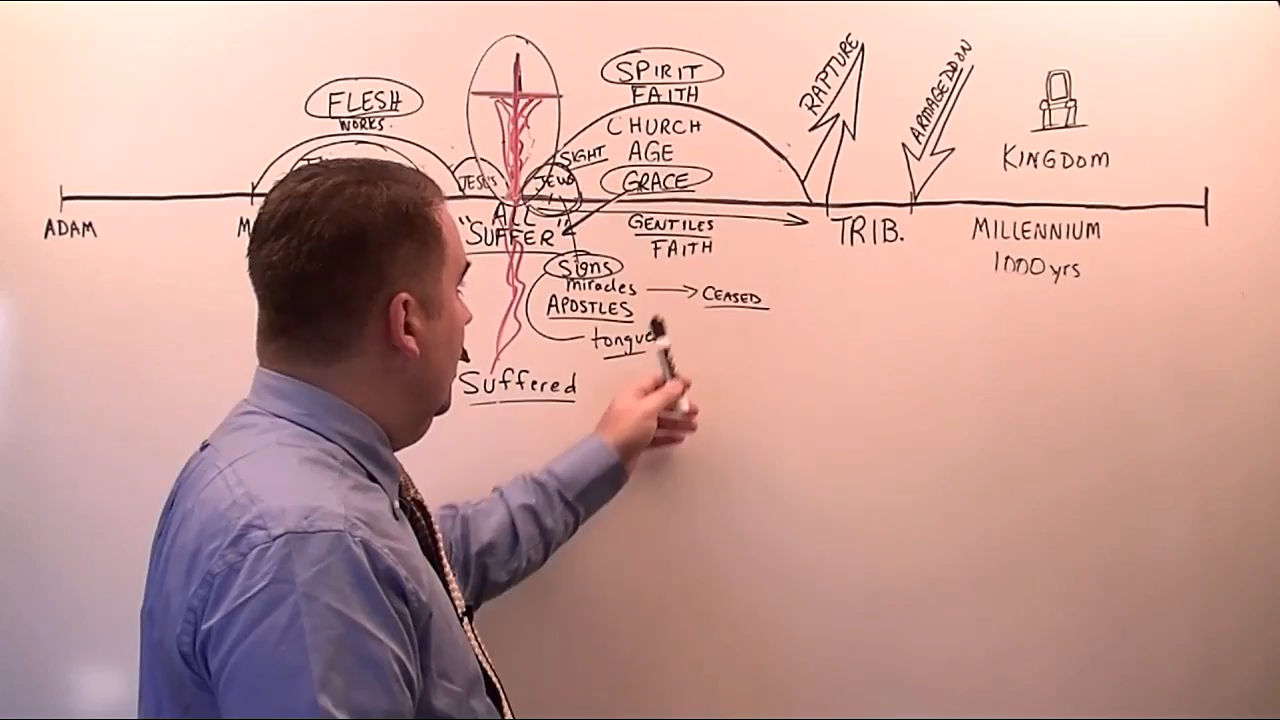 FLESH
WORKS.
SPIRIT
FAITH
CHURCH
AGE
GRACE
SIGHT
JESUS
JEWS
RAPTURE
ARMAGEDDON
KINGDOM
ADAM
M
ALL
"SUFFER"
GENTILES
FAITH
TRIB.
MILLENNIUM
1000yrs
Signs
miracles
CEASED
APOSTLES
tongue
Suffered